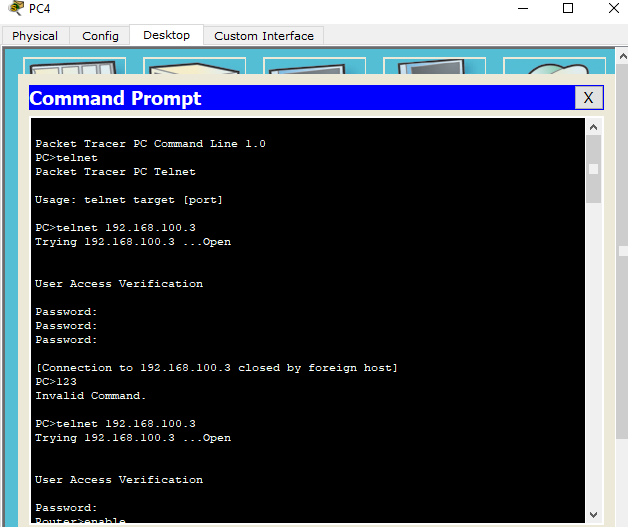 PC4
Physical Config Desktop Custom Interface
Command Prompt X
Packet Tracer PC Command Line 1.0
PC>telnet
Packet Tracer PC Telnet
Usage: telnet target [port]
PC>telnet 192.168.100.3
Trying 192.168.100.3 ...Open
User Access Verification
Password:
Password:
Password:
[Connection to 192.168.100.3 closed by foreign host]
PC>123
Invalid Command.
PC>telnet 192.168.100.3
Trying 192.168.100.3 ...Open
User Access Verification
Password:
Router>enable